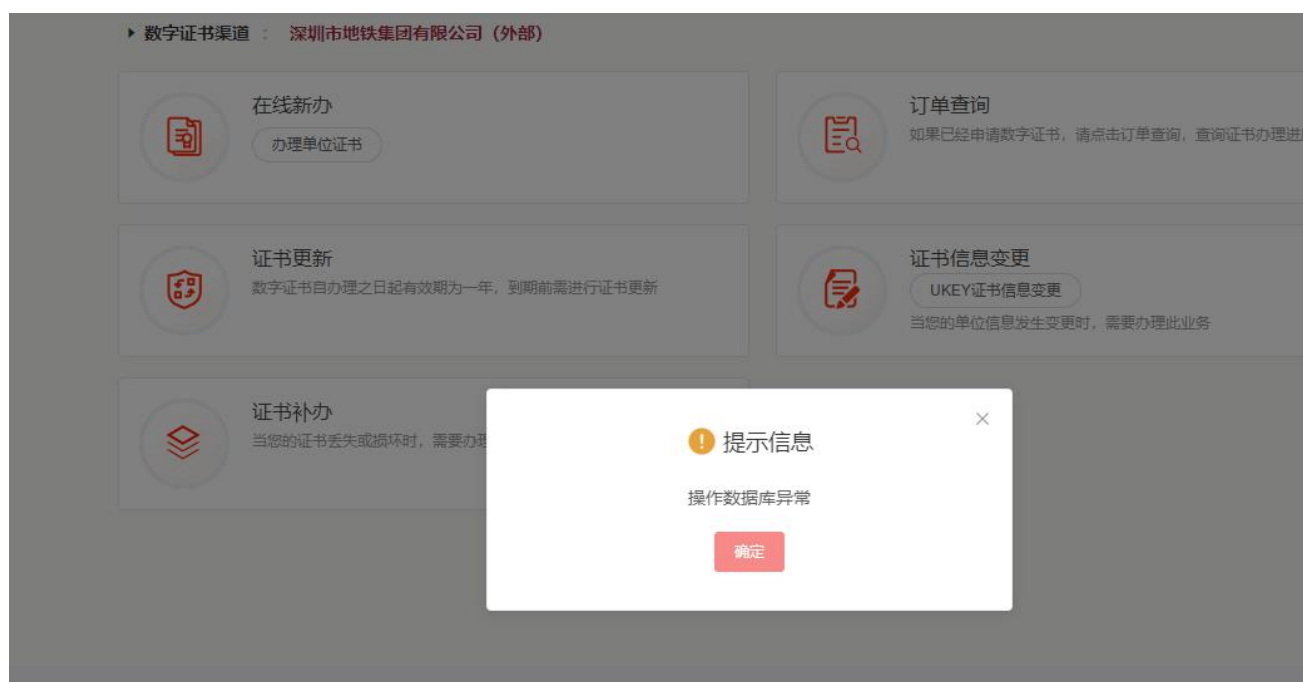 数字证书渠道 : 深圳市地铁集团有限公司（外部）
在线新办
办理单位证书
订单查询
如果已经申请数字证书，请点击订单查询，查询证书办理进
证书更新
数字证书自办理之日起有效期为一年，到期前需进行证书更新
证书信息变更
UKEY证书信息变更
当您的单位信息发生变更时，需要办理此业务
证书补办
当您的证书丢失或损坏时，需要办理
提示信息
操作数据库异常
确定